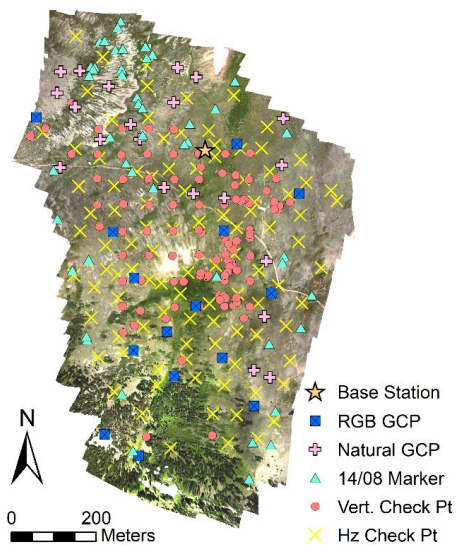 Base Station
RGB GCP
Natural GCP
14/08 Marker
Vert. Check Pt
Hz Check Pt
N
0 200
Meters